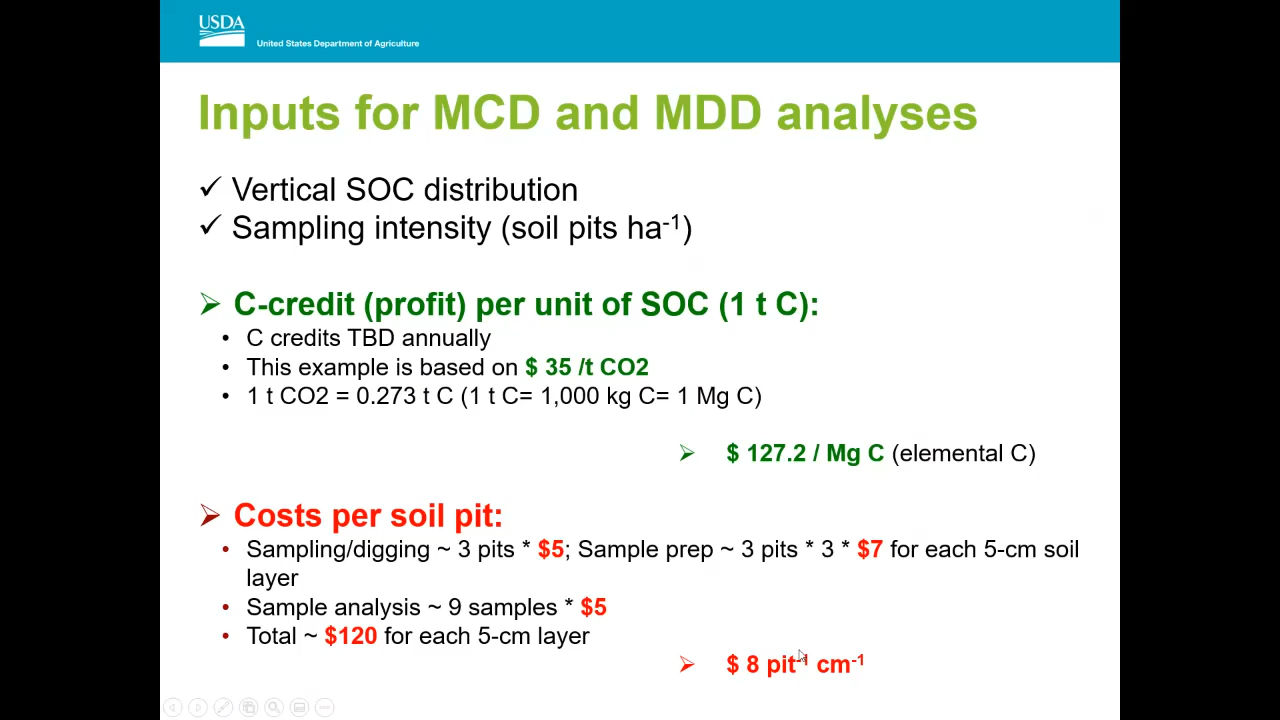 USDA
United States Department of Agriculture
Inputs for MCD and MDD analyses
✓ Vertical SOC distribution
✓ Sampling intensity (soil pits ha⁻¹)
➢ C-credit (profit) per unit of SOC (1 t C):
• C credits TBD annually
• This example is based on $ 35 /t CO2
• 1 t CO2 = 0.273 t C (1 t C= 1,000 kg C= 1 Mg C)
➢ $ 127.2 / Mg C (elemental C)
➢ Costs per soil pit:
• Sampling/digging ~ 3 pits * $5; Sample prep ~ 3 pits * 3 * $7 for each 5-cm soil
layer
• Sample analysis ~ 9 samples * $5
• Total ~ $120 for each 5-cm layer
➢ $ 8 pit⁻¹ cm⁻¹